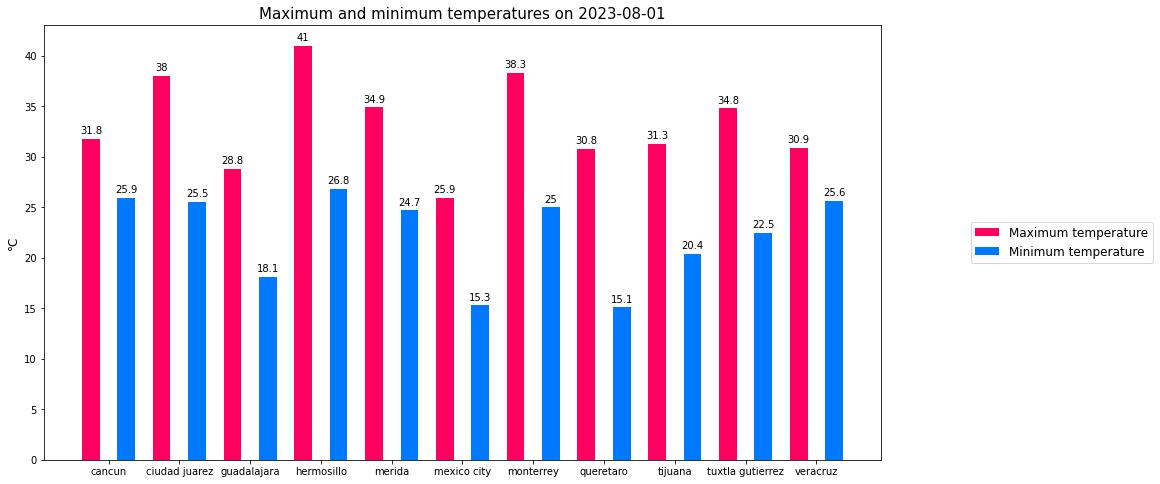 Maximum and minimum temperatures on 2023-08-01
°C
40
35
30
25
20
15
10
5
0
31.8
25.9
38
25.5
28.8
18.1
41
26.8
34.9
24.7
25.9
15.3
38.3
25
30.8
15.1
31.3
20.4
34.8
22.5
30.9
25.6
cancun
ciudad juarez
guadalajara
hermosillo
merida
mexico city
monterrey
queretaro
tijuana
tuxtla gutierrez
veracruz
Maximum temperature
Minimum temperature